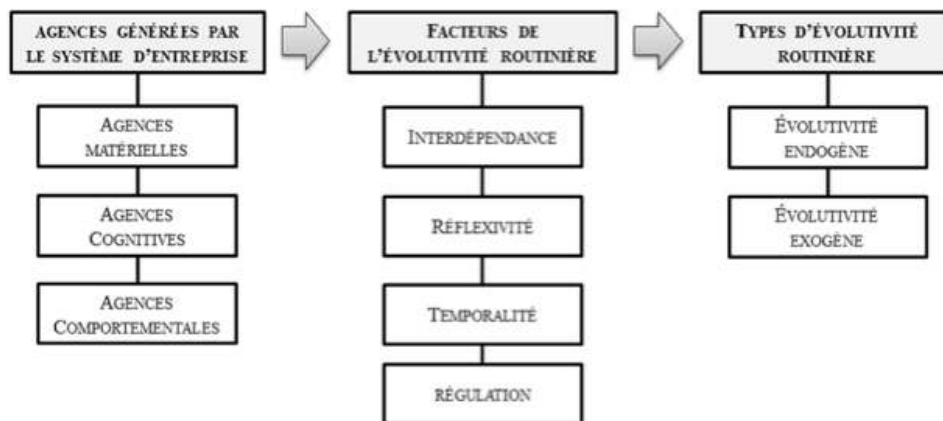 AGENCES GÉNÉRÉES PAR
LE SYSTÈME D'ENTREPRISE
AGENCES
MATÉRIELLES
AGENCES
COGNITIVES
AGENCES
COMPORTEMENTALES
FACTEURS DE
L'ÉVOLUTIVITÉ ROUTINIÈRE
INTERDÉPENDANCE
RÉFLEXIVITÉ
TEMPORALITÉ
RÉGULATION
TYPES D'ÉVOLUTIVITÉ
ROUTINIÈRE
ÉVOLUTIVITÉ
ENDOGÈNE
ÉVOLUTIVITÉ
EXOGÈNE